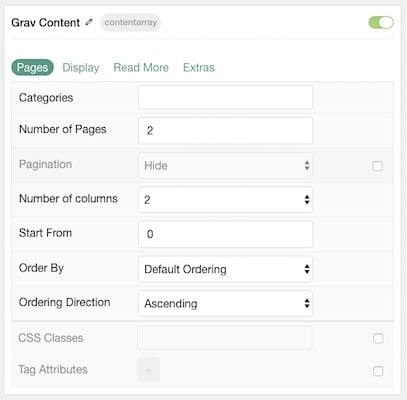 Grav Content contentarray
Pages Display Read More Extras
Categories
Number of Pages 2
Pagination Hide
Number of columns 2
Start From 0
Order By Default Ordering
Ordering Direction Ascending
CSS Classes
Tag Attributes +